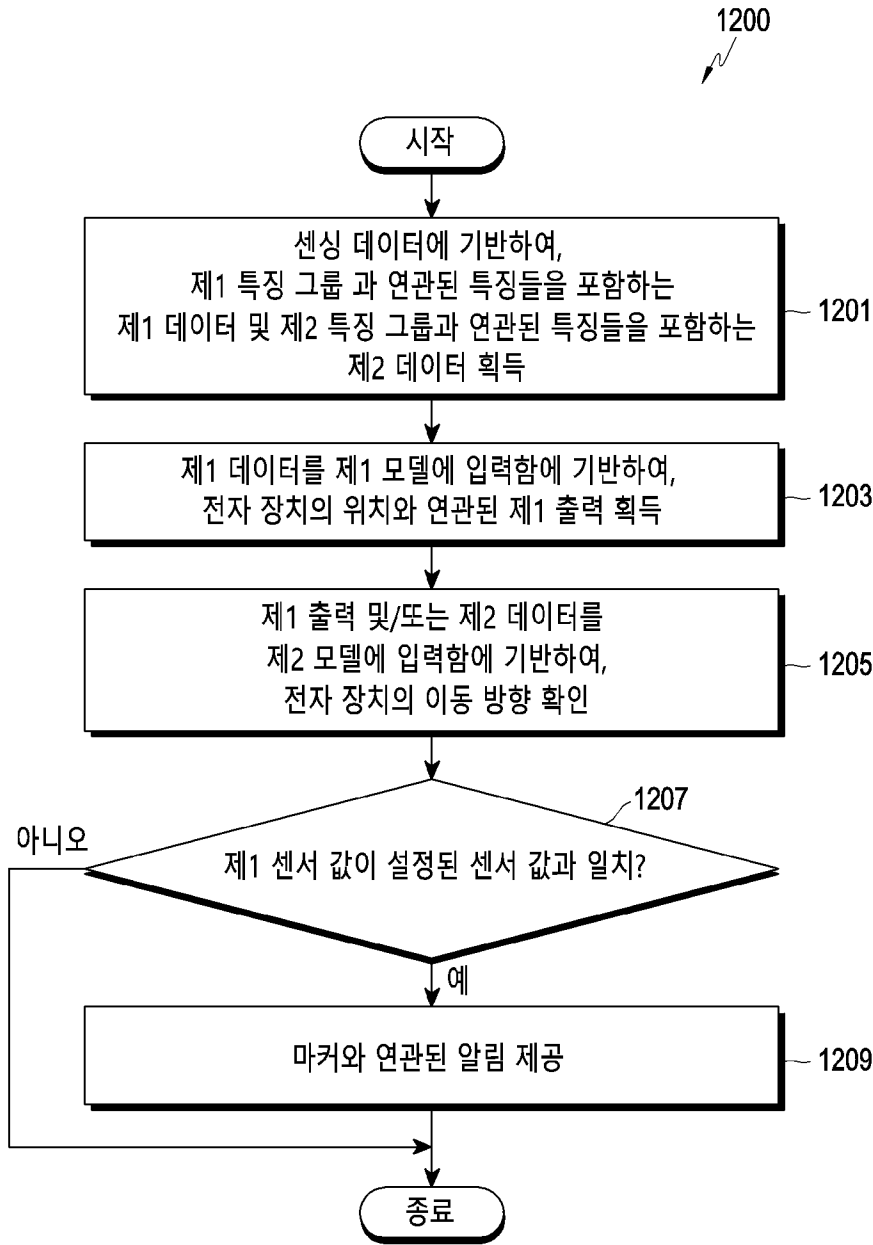 1200
시작
센싱 데이터에 기반하여,
제1 특징 그룹 과 연관된 특징들을 포함하는
제1 데이터 및 제2 특징 그룹과 연관된 특징들을 포함하는
제2 데이터 획득
1201
제1 데이터를 제1 모델에 입력함에 기반하여,
전자 장치의 위치와 연관된 제1 출력 획득
1203
제1 출력 및/또는 제2 데이터를
제2 모델에 입력함에 기반하여,
전자 장치의 이동 방향 확인
1205
1207
아니오
제1 센서 값이 설정된 센서 값과 일치?
예
마커와 연관된 알림 제공
1209
종료